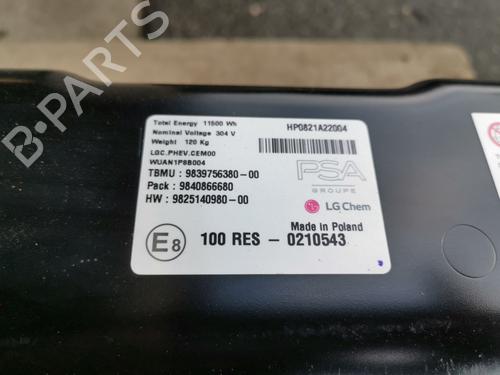 B-PARTS
Total Energy 11500 Wh
Nominal Voltage 304 V
Weight 120 Kg
LGC.PHEV.CEM00
WUAN1P8B004
TBMU : 9839756380-00
Pack : 9840866680
HW : 9825140980-00
HP0821A22004
PSA
GROUPE
LG Chem
Made in Poland
E8 100 RES - 0210543